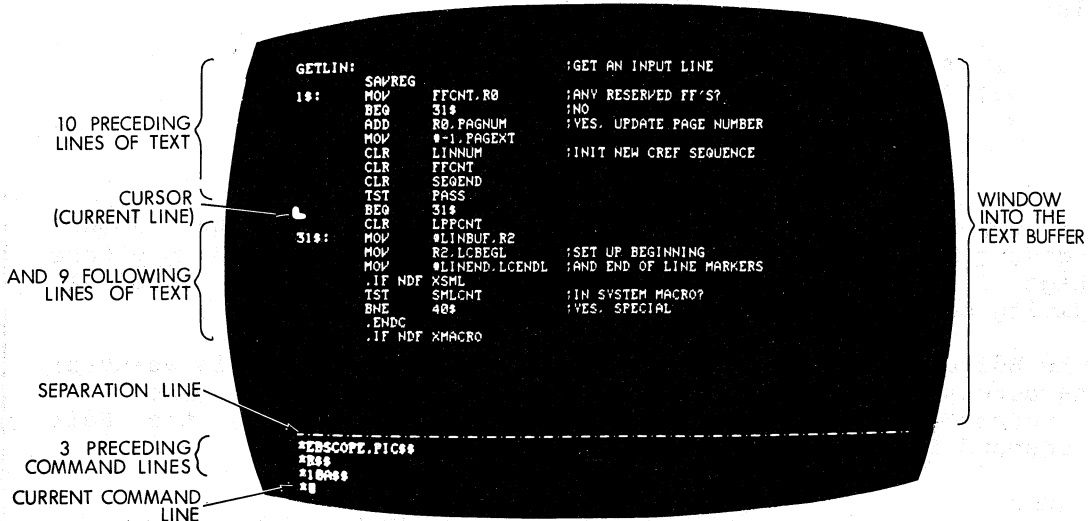 GETLIN: ;GET AN INPUT LINE
SAVREG
1$: MOV FFCNT,R0 ;ANY RESERVED FF'S?
BEQ 31$ ;NO
ADD R0,PAGNUM ;YES, UPDATE PAGE NUMBER
MOV #-1,PAGEXT
CLR LINNUM ;INIT NEW CREF SEQUENCE
CLR FFCNT
CLR SEQEND
TST PASS
BEQ 31$
CLR LPPCNT
31$: MOV #LINBUF,R2
MOV R2,LCBEGL ;SET UP BEGINNING
MOV #LINEND,LCENDL ;AND END OF LINE MARKERS
.IF NDF XSML
TST SMLCNT ;IN SYSTEM MACRO?
BNE 40$ ;YES, SPECIAL
.ENDC
.IF NDF XMACRO
*EBSCOPE.PIC$$
*R$$
*10A$$
*
10 PRECEDING
LINES OF TEXT
CURSOR
(CURRENT LINE)
AND 9 FOLLOWING
LINES OF TEXT
SEPARATION LINE
3 PRECEDING
COMMAND LINES
CURRENT COMMAND
LINE
WINDOW
INTO THE
TEXT BUFFER